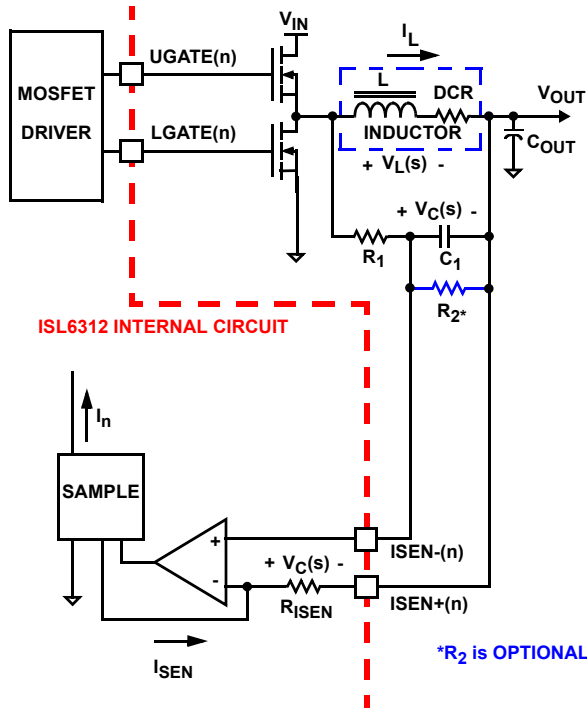 V_IN
I_L
MOSFET
DRIVER
UGATE(n)
LGATE(n)
L
DCR
INDUCTOR
V_OUT
C_OUT
+ V_L(s) -
+ V_C(s) -
R_1
C_1
R_2*
ISL6312 INTERNAL CIRCUIT
I_n
SAMPLE
+
-
ISEN-(n)
+ V_C(s) -
R_ISEN
ISEN+(n)
I_SEN
*R_2 is OPTIONAL